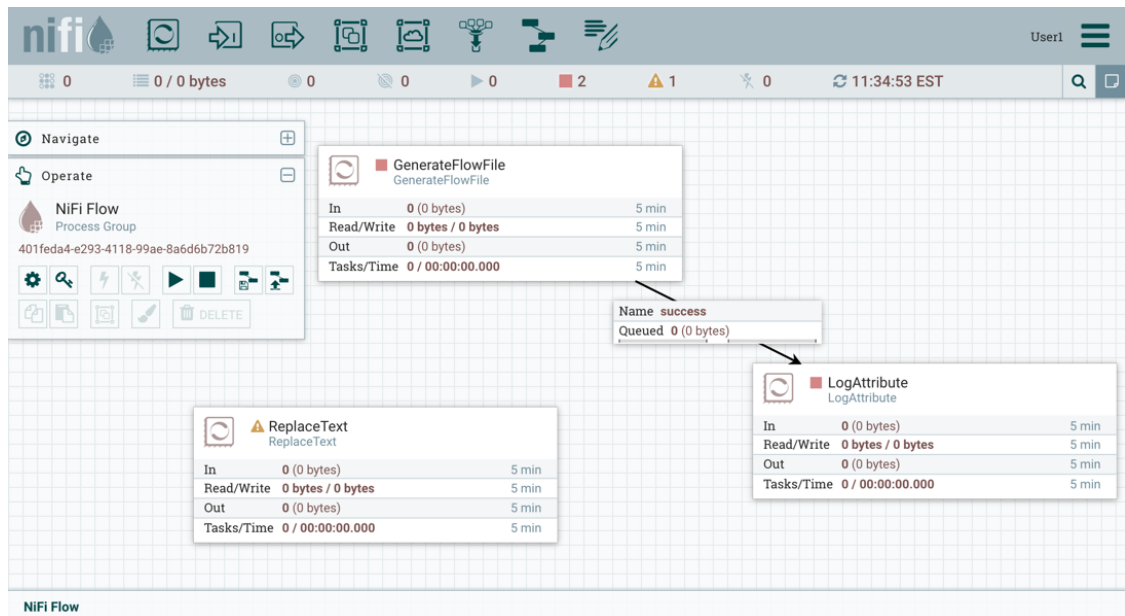 nifi
User1
0
0 / 0 bytes
0
0
0
2
1
0
11:34:53 EST
Navigate
Operate
NiFi Flow
Process Group
401feda4-e293-4118-99ae-8a6d6b72b819
DELETE
GenerateFlowFile
GenerateFlowFile
In 0 (0 bytes) 5 min
Read/Write 0 bytes / 0 bytes 5 min
Out 0 (0 bytes) 5 min
Tasks/Time 0 / 00:00:00.000 5 min
Name success
Queued 0 (0 bytes)
LogAttribute
LogAttribute
In 0 (0 bytes) 5 min
Read/Write 0 bytes / 0 bytes 5 min
Out 0 (0 bytes) 5 min
Tasks/Time 0 / 00:00:00.000 5 min
ReplaceText
ReplaceText
In 0 (0 bytes) 5 min
Read/Write 0 bytes / 0 bytes 5 min
Out 0 (0 bytes) 5 min
Tasks/Time 0 / 00:00:00.000 5 min
NiFi Flow